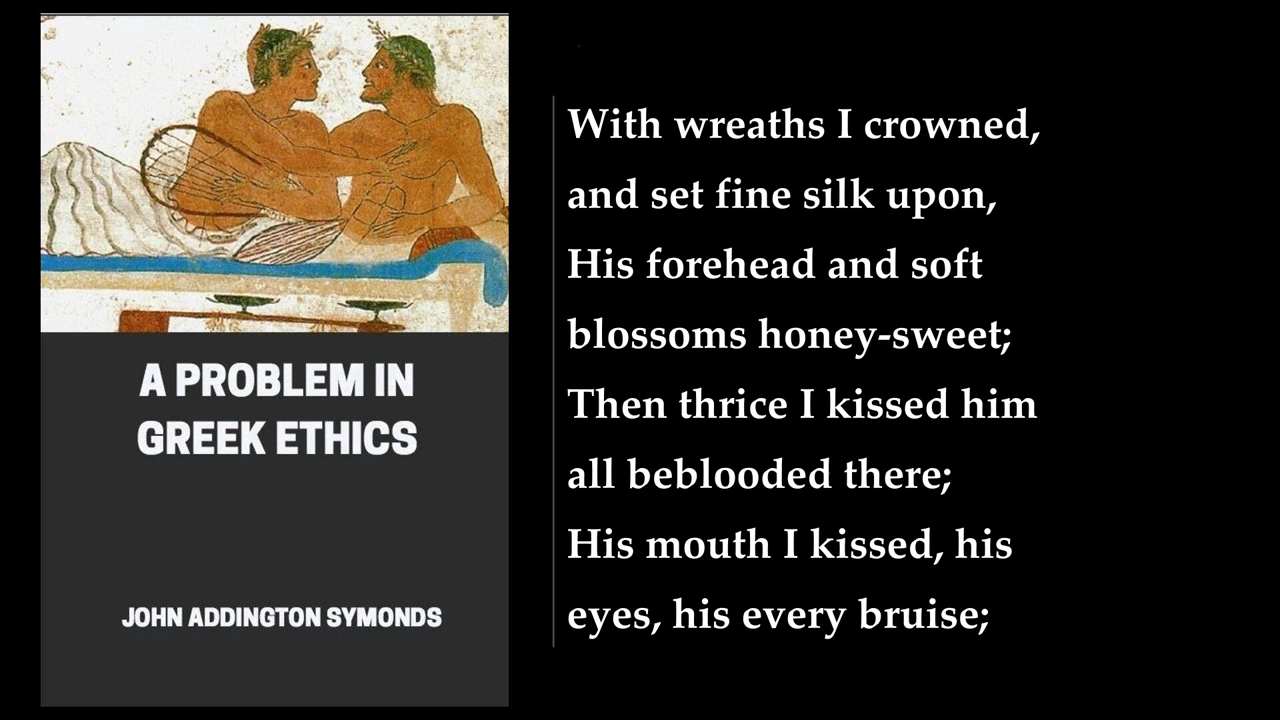 A PROBLEM IN
GREEK ETHICS
JOHN ADDINGTON SYMONDS
With wreaths I crowned,
and set fine silk upon,
His forehead and soft
blossoms honey-sweet;
Then thrice I kissed him
all beblooded there;
His mouth I kissed, his
eyes, his every bruise;